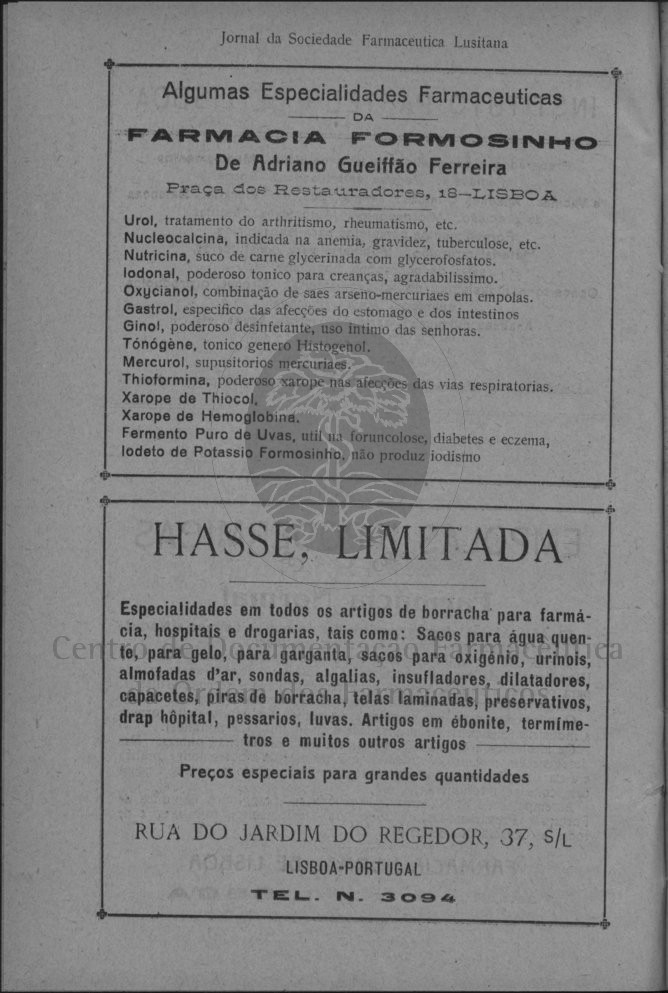 Jornal da Sociedade Farmaceutica Lusitana
Algumas Especialidades Farmaceuticas
DA
FARMACIA FORMOSINHO
De Adriano Gueiffão Ferreira
Praça dos Restauradores, 18—LISBOA
Urol, tratamento do arthritismo, rheumatismo, etc.
Nucleocalcina, indicada na anemia, gravidez, tuberculose, etc.
Nutricina, suco de carne glycerinada com glycerofosfatos.
Iodonal, poderoso tonico para creanças, agradabilissimo.
Oxycianol, combinação de saes arseno-mercuriaes em empolas.
Gastrol, especifico das afecções do estomago e dos intestinos
Ginol, poderoso desinfetante, uso intimo das senhoras.
Tónógène, tonico genero Histogenol.
Mercurol, supusitorios mercuriaes.
Thioformina, poderoso xarope nas afecções das vias respiratorias.
Xarope de Thiocol,
Xarope de Hemoglobina.
Fermento Puro de Uvas, util na foruncolose, diabetes e eczema,
Iodeto de Potassio Formosinho, não produz iodismo
HASSE, LIMITADA
Especialidades em todos os artigos de borracha para farmá-
cia, hospitais e drogarias, tais como: Sacos para água quen-
te, para gelo, para garganta, sacos para oxigénio, urinois,
almofadas d'ar, sondas, algalias, insufladores, dilatadores,
capacetes, piras de borracha, telas laminadas, preservativos,
drap hôpital, pessarios, luvas. Artigos em ébonite, termíme-
tros e muitos outros artigos
Preços especiais para grandes quantidades
RUA DO JARDIM DO REGEDOR, 37, S/L
LISBOA-PORTUGAL
TEL. N. 3094
Centro de Documentação Farmacêutica
da Ordem dos Farmacêuticos